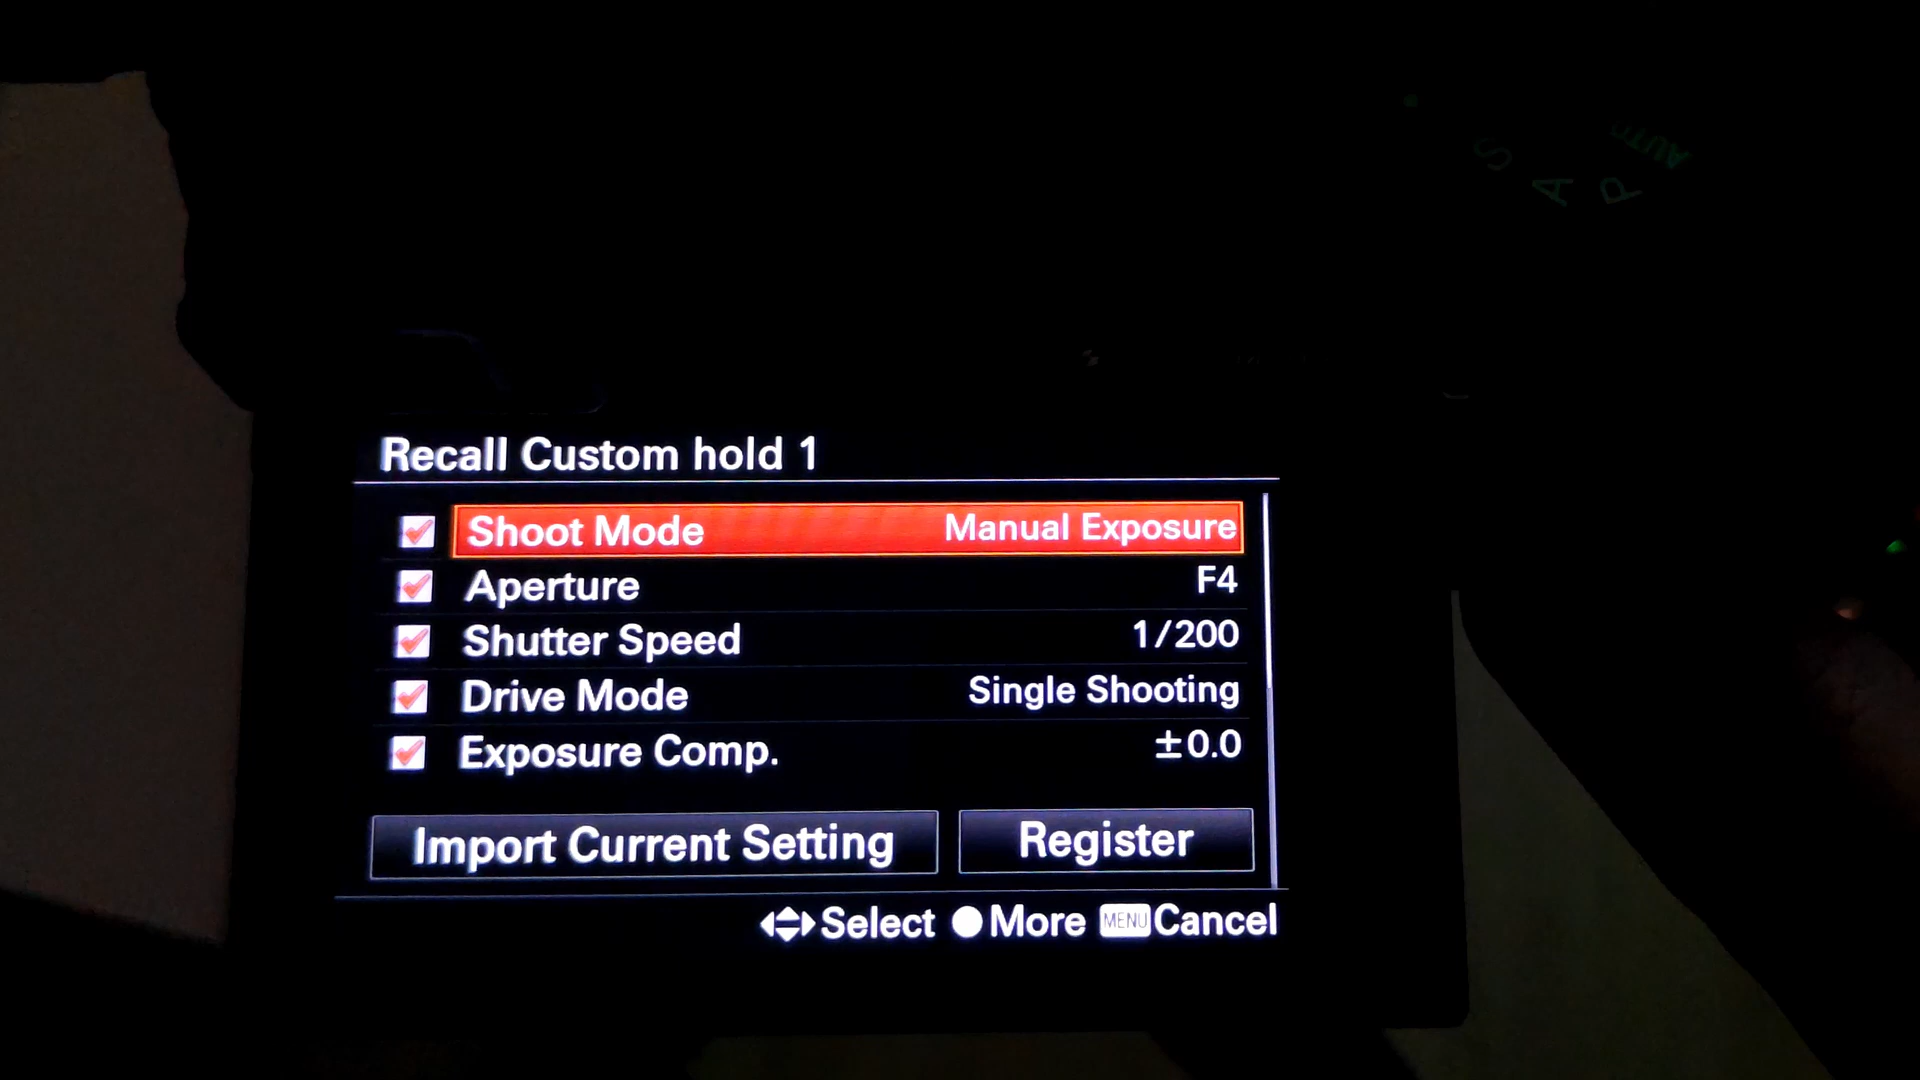 S A P AUTO
Recall Custom hold 1
Shoot Mode Manual Exposure
Aperture F4
Shutter Speed 1/200
Drive Mode Single Shooting
Exposure Comp. ±0.0
Import Current Setting Register
Select More MENU Cancel